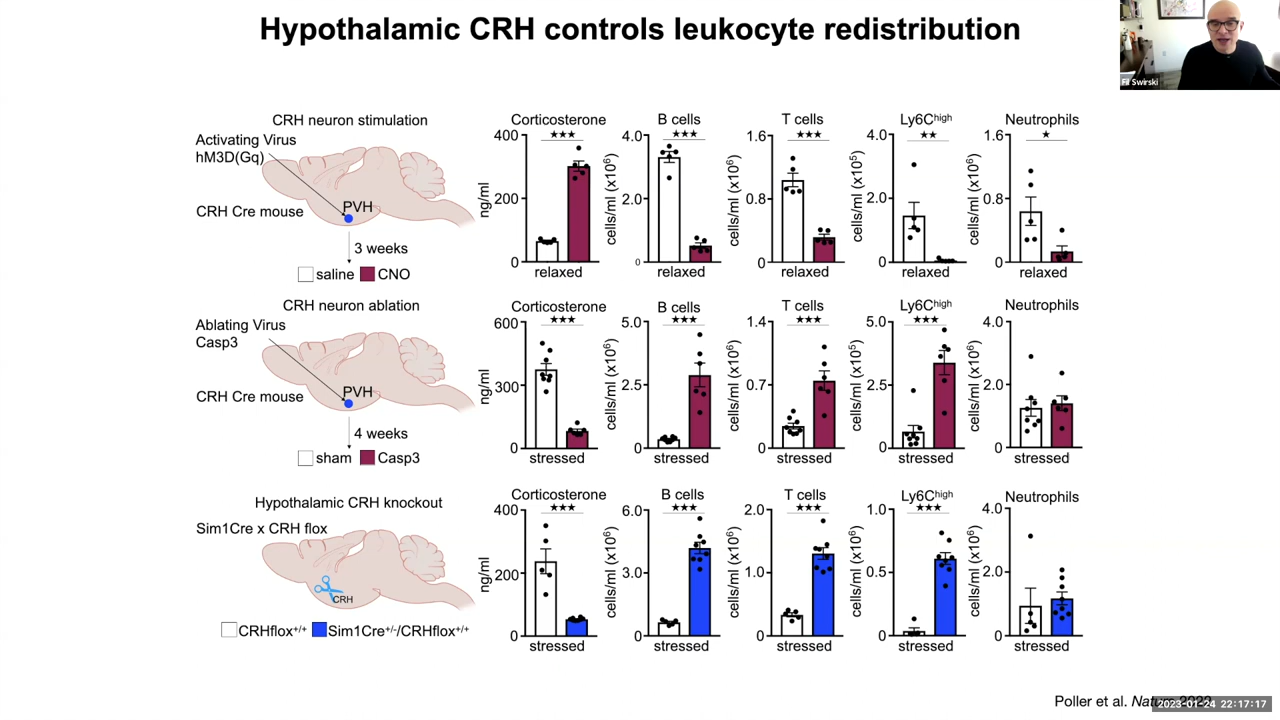 Hypothalamic CRH controls leukocyte redistribution
Fil Swirski
CRH neuron stimulation
Activating Virus
hM3D(Gq)
CRH Cre mouse
PVH
3 weeks
saline CNO
Corticosterone
★★★
400
200
0
ng/ml
relaxed
B cells
★★★
4.0
2.0
0
cells/ml (x10⁶)
relaxed
T cells
★★★
1.6
0.8
0
cells/ml (x10⁶)
relaxed
Ly6Cʰⁱᵍʰ
★★
4.0
2.0
0
cells/ml (x10⁵)
relaxed
Neutrophils
★
1.6
0.8
0
cells/ml (x10⁶)
relaxed
CRH neuron ablation
Ablating Virus
Casp3
CRH Cre mouse
PVH
4 weeks
sham Casp3
Corticosterone
★★★
600
300
0
ng/ml
stressed
B cells
★★★
5.0
2.5
0
cells/ml (x10⁶)
stressed
T cells
★★★
1.4
0.7
0
cells/ml (x10⁶)
stressed
Ly6Cʰⁱᵍʰ
★★★
5.0
2.5
0
cells/ml (x10⁵)
stressed
Neutrophils
4.0
2.0
0
cells/ml (x10⁶)
stressed
Hypothalamic CRH knockout
Sim1Cre x CRH flox
CRH
CRHflox⁺/⁺ Sim1Cre⁺/⁻/CRHflox⁺/⁺
Corticosterone
★★★
400
200
0
ng/ml
stressed
B cells
★★★
6.0
3.0
0
cells/ml (x10⁶)
stressed
T cells
★★★
2.0
1.0
0
cells/ml (x10⁶)
stressed
Ly6Cʰⁱᵍʰ
★★★
1.0
0.5
0
cells/ml (x10⁶)
stressed
Neutrophils
4.0
2.0
0
cells/ml (x10⁶)
stressed
Poller et al.
2023-01-24 22:17:17